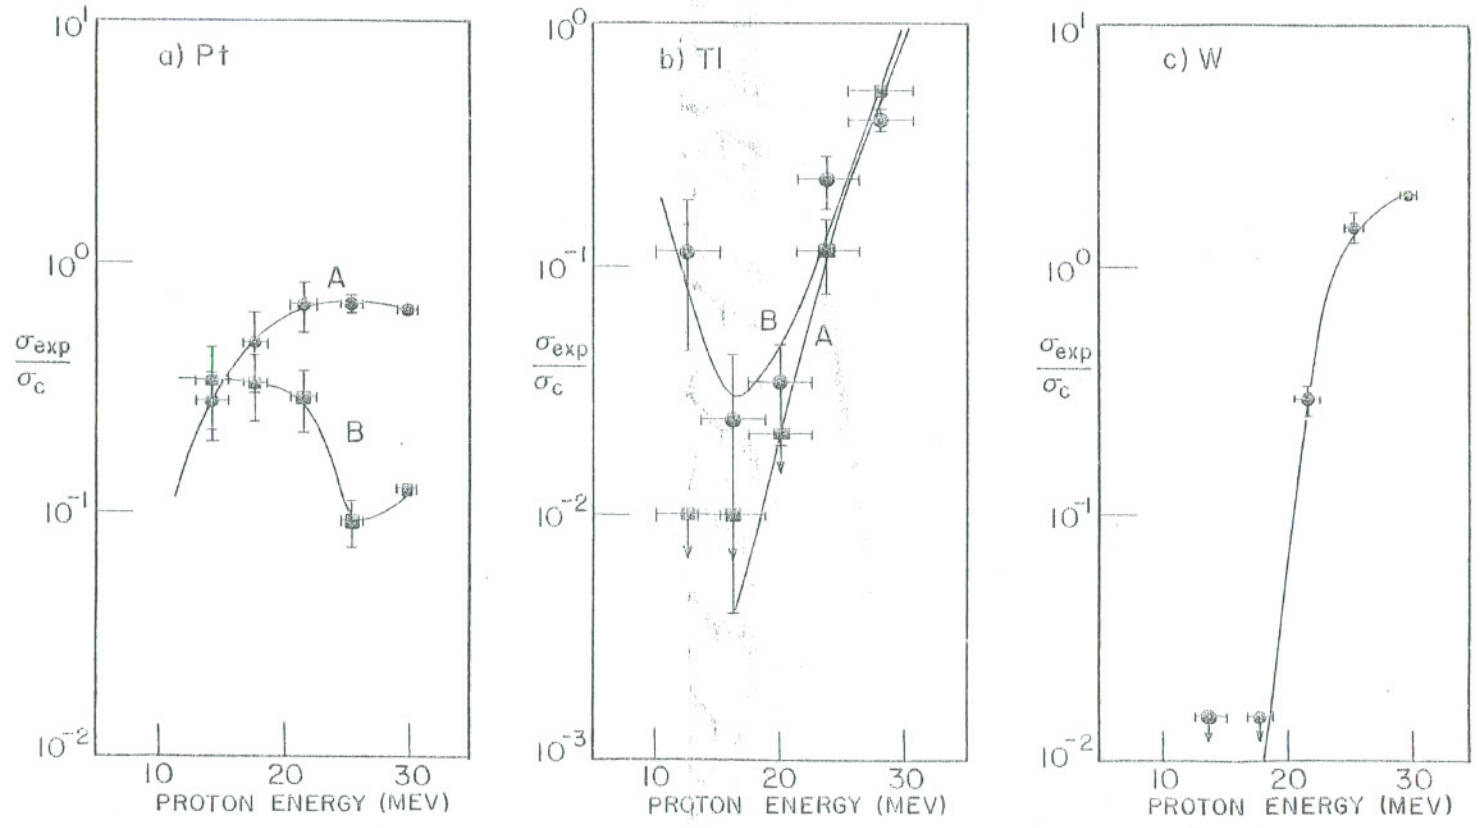 10^1
a) Pt
10^0
A
σexp
σc
B
10^-1
10^-2
10
20
30
PROTON ENERGY (MEV)
10^0
b) Tl
10^-1
B
A
σexp
σc
10^-2
10^-3
10
20
30
PROTON ENERGY (MEV)
10^1
c) W
10^0
σexp
σc
10^-1
10^-2
10
20
30
PROTON ENERGY (MEV)